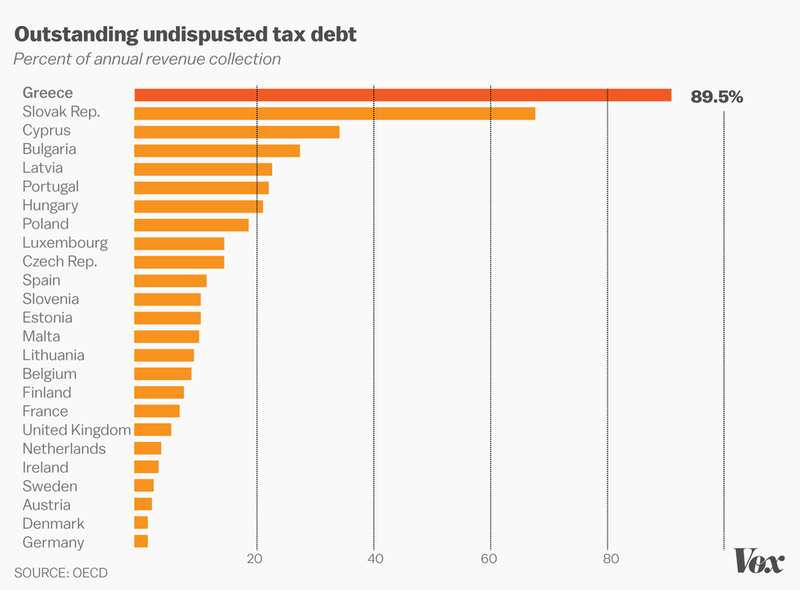 Outstanding undispusted tax debt
Percent of annual revenue collection
Greece 89.5%
Slovak Rep.
Cyprus
Bulgaria
Latvia
Portugal
Hungary
Poland
Luxembourg
Czech Rep.
Spain
Slovenia
Estonia
Malta
Lithuania
Belgium
Finland
France
United Kingdom
Netherlands
Ireland
Sweden
Austria
Denmark
Germany
20 40 60 80
SOURCE: OECD
Vox